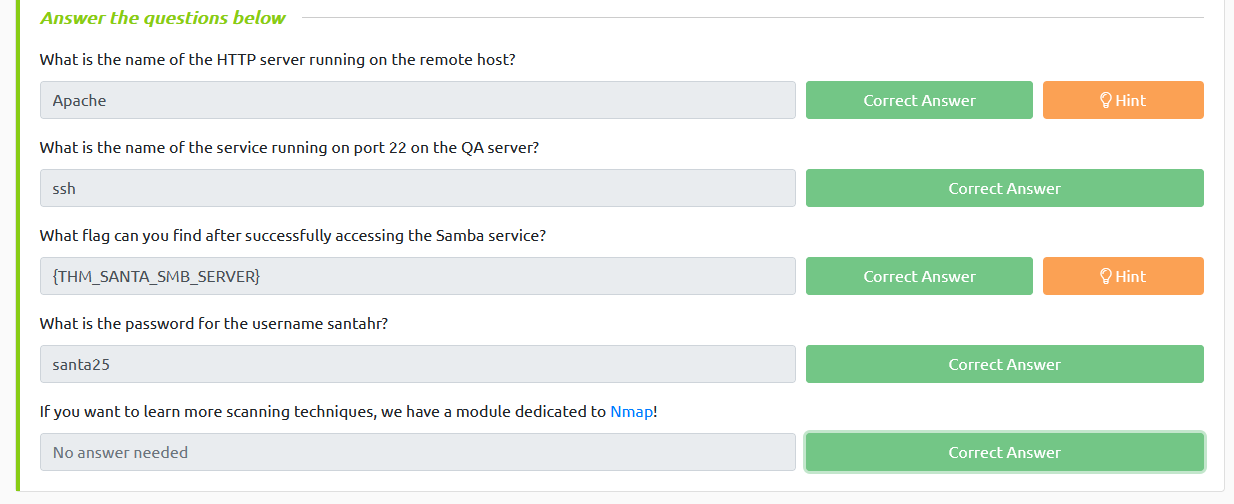 Answer the questions below
What is the name of the HTTP server running on the remote host?
Apache Correct Answer Hint
What is the name of the service running on port 22 on the QA server?
ssh Correct Answer
What flag can you find after successfully accessing the Samba service?
{THM_SANTA_SMB_SERVER} Correct Answer Hint
What is the password for the username santahr?
santa25 Correct Answer
If you want to learn more scanning techniques, we have a module dedicated to Nmap!
No answer needed Correct Answer